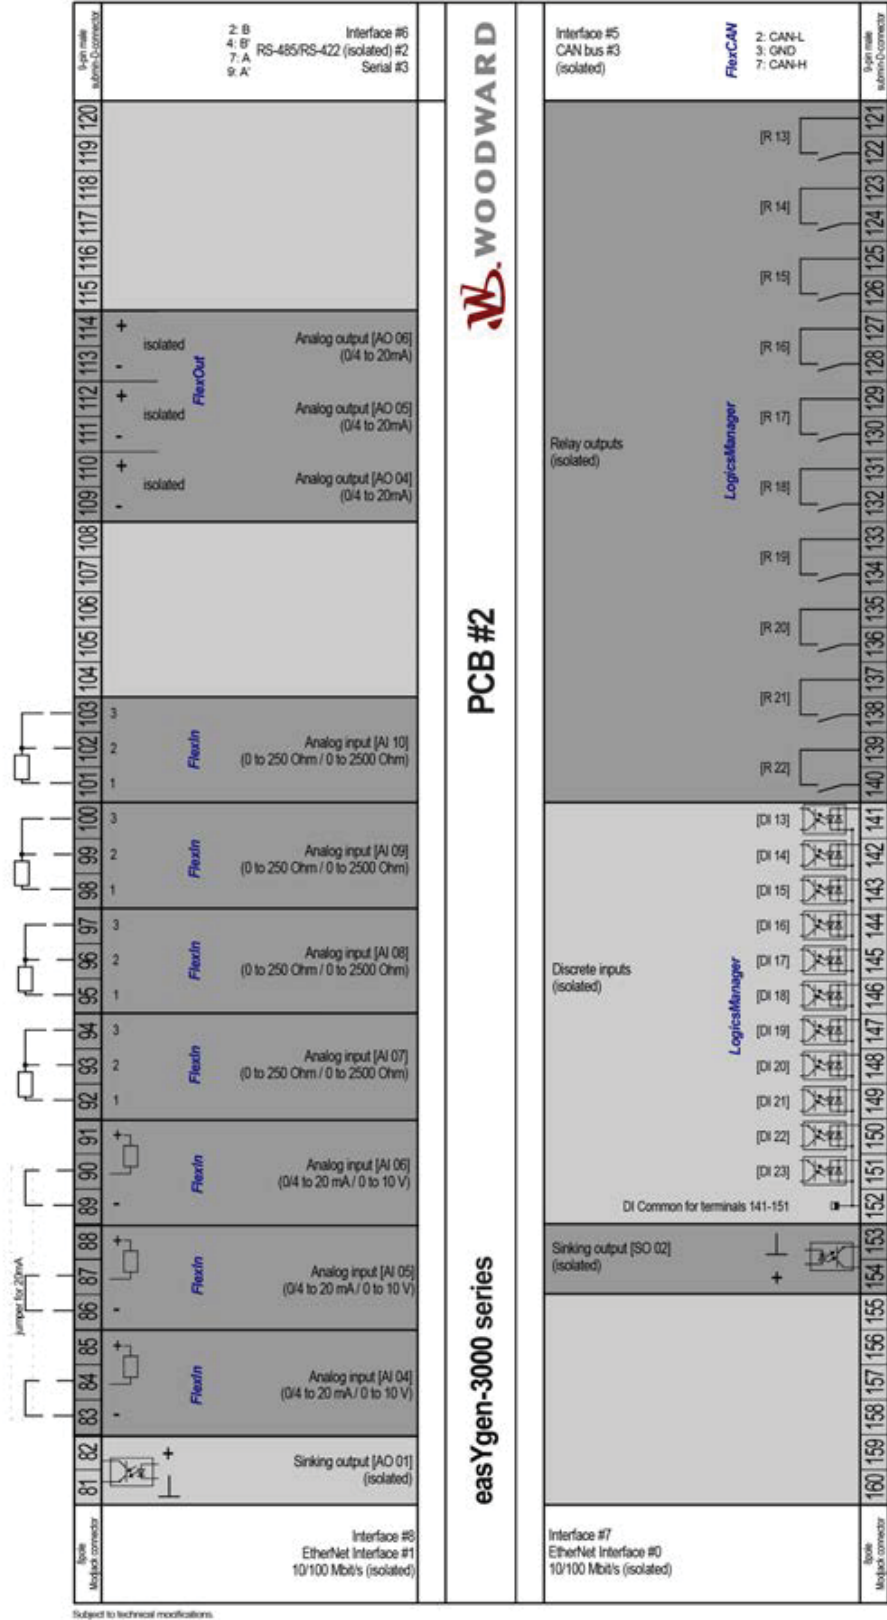 9-pin male
submin-D-connector
2: B
4: B'
7: A
9: A'
Interface #6
RS-485/RS-422 (isolated) #2
Serial #3
120
119
118
117
116
115
114
113
112
111
110
109
108
107
106
105
104
103
102
101
100
99
98
97
96
95
94
93
92
91
90
89
88
87
86
85
84
83
82
81
+
isolated
-
FlexOut
Analog output [AO 06]
(0/4 to 20mA)
+
isolated
-
Analog output [AO 05]
(0/4 to 20mA)
+
isolated
-
Analog output [AO 04]
(0/4 to 20mA)
3
2
1
FlexIn
Analog input [AI 10]
(0 to 250 Ohm / 0 to 2500 Ohm)
3
2
1
FlexIn
Analog input [AI 09]
(0 to 250 Ohm / 0 to 2500 Ohm)
3
2
1
FlexIn
Analog input [AI 08]
(0 to 250 Ohm / 0 to 2500 Ohm)
3
2
1
FlexIn
Analog input [AI 07]
(0 to 250 Ohm / 0 to 2500 Ohm)
+
-
FlexIn
Analog input [AI 06]
(0/4 to 20 mA / 0 to 10 V)
+
-
FlexIn
Analog input [AI 05]
(0/4 to 20 mA / 0 to 10 V)
+
-
FlexIn
Analog input [AI 04]
(0/4 to 20 mA / 0 to 10 V)
jumper for 20mA
+
Sinking output [AO 01]
(isolated)
8pole
Modjack connector
Interface #8
EtherNet Interface #1
10/100 Mbit/s (isolated)
W WOODWARD
PCB #2
easYgen-3000 series
Interface #5
CAN bus #3
(isolated)
FlexCAN
2: CAN-L
3: GND
7: CAN-H
9-pin male
submin-D-connector
Relay outputs
(isolated)
LogicsManager
[R 13]
[R 14]
[R 15]
[R 16]
[R 17]
[R 18]
[R 19]
[R 20]
[R 21]
[R 22]
Discrete inputs
(isolated)
LogicsManager
[DI 13]
[DI 14]
[DI 15]
[DI 16]
[DI 17]
[DI 18]
[DI 19]
[DI 20]
[DI 21]
[DI 22]
[DI 23]
DI Common for terminals 141-151
Sinking output [SO 02]
(isolated)
+
121
122
123
124
125
126
127
128
129
130
131
132
133
134
135
136
137
138
139
140
141
142
143
144
145
146
147
148
149
150
151
152
153
154
155
156
157
158
159
160
Interface #7
EtherNet Interface #0
10/100 Mbit/s (isolated)
8pole
Modjack connector
Subject to technical modifications.